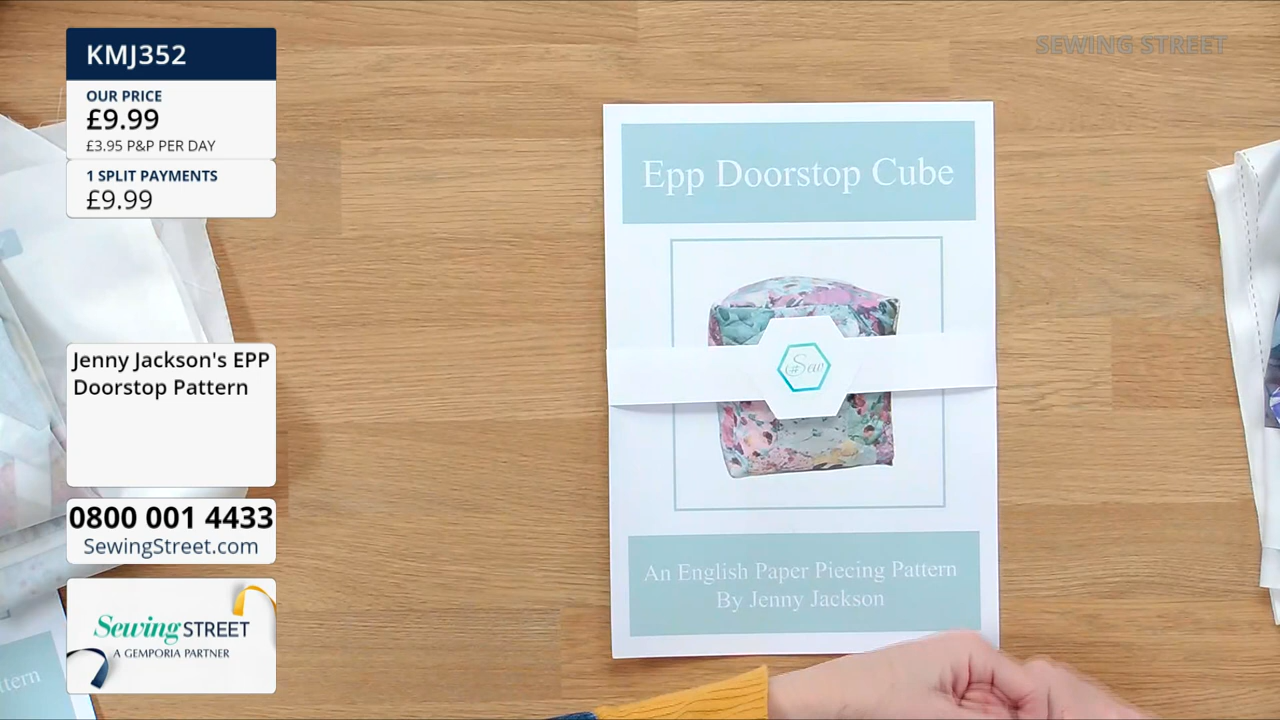 KMJ352
OUR PRICE
£9.99
£3.95 P&P PER DAY
1 SPLIT PAYMENTS
£9.99
Jenny Jackson's EPP
Doorstop Pattern
0800 001 4433
SewingStreet.com
Sewing STREET
A GEMPORIA PARTNER
SEWING STREET
Epp Doorstop Cube
#Sew
An English Paper Piecing Pattern
By Jenny Jackson
ttern